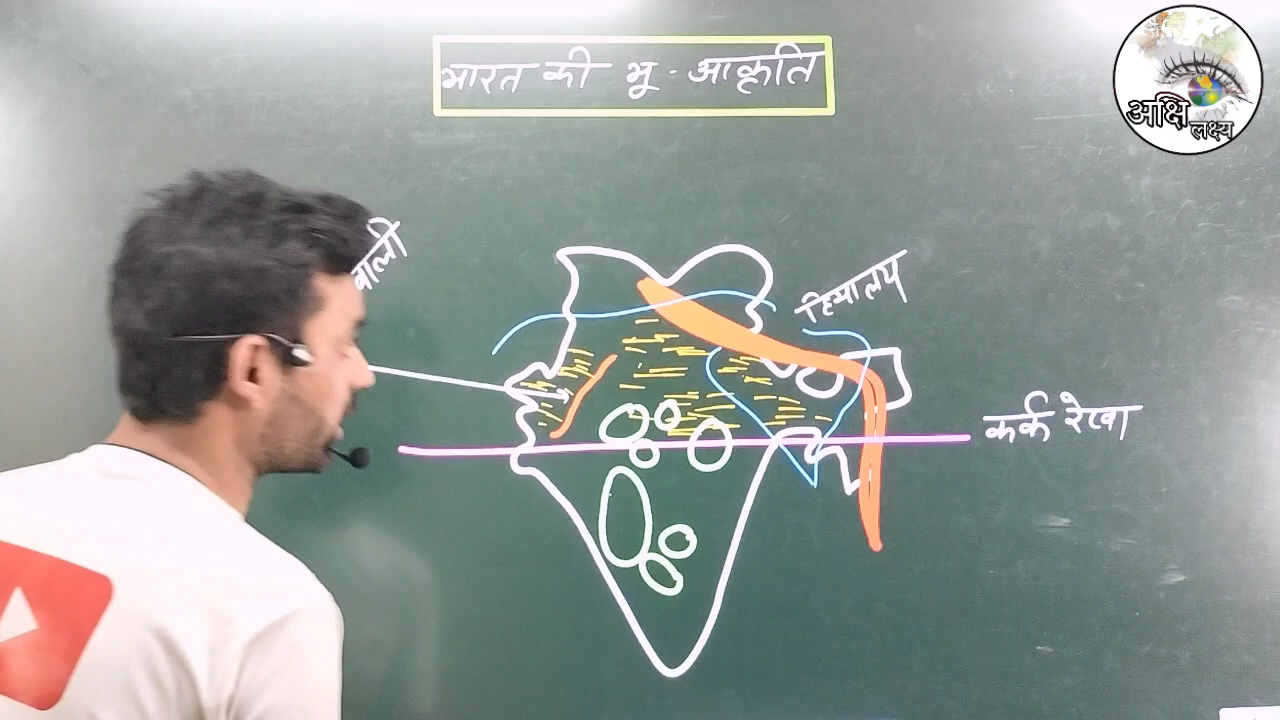 भारत की भू - आकृति
अक्षि
लक्ष्य
हिमालय
कर्क रेखा